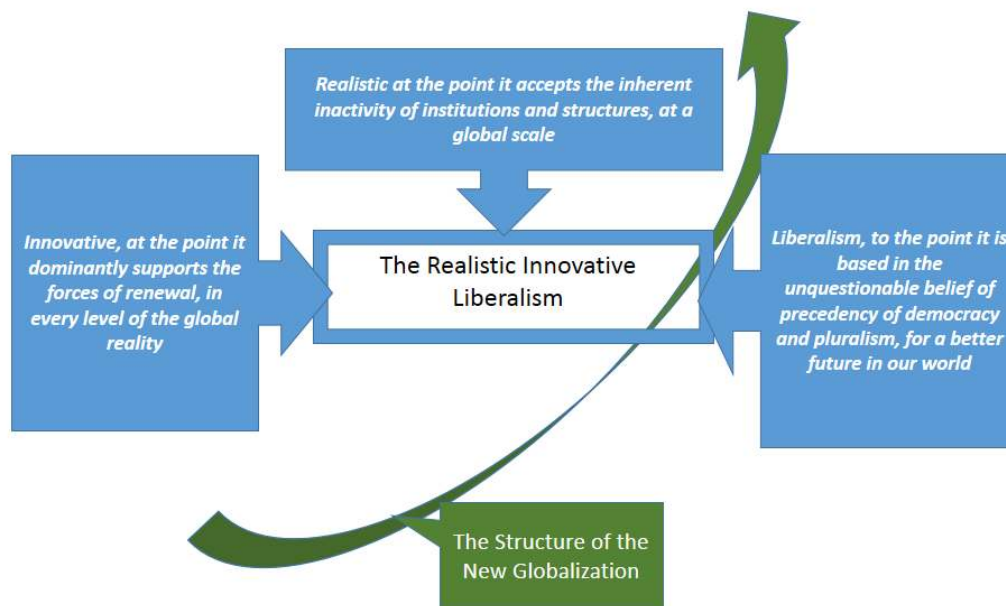 Realistic at the point it accepts the inherent
inactivity of institutions and structures, at a
global scale
Innovative, at the point it
dominantly supports the
forces of renewal, in
every level of the global
reality
The Realistic Innovative
Liberalism
Liberalism, to the point it is
based in the
unquestionable belief of
precedency of democracy
and pluralism, for a better
future in our world
The Structure of the
New Globalization